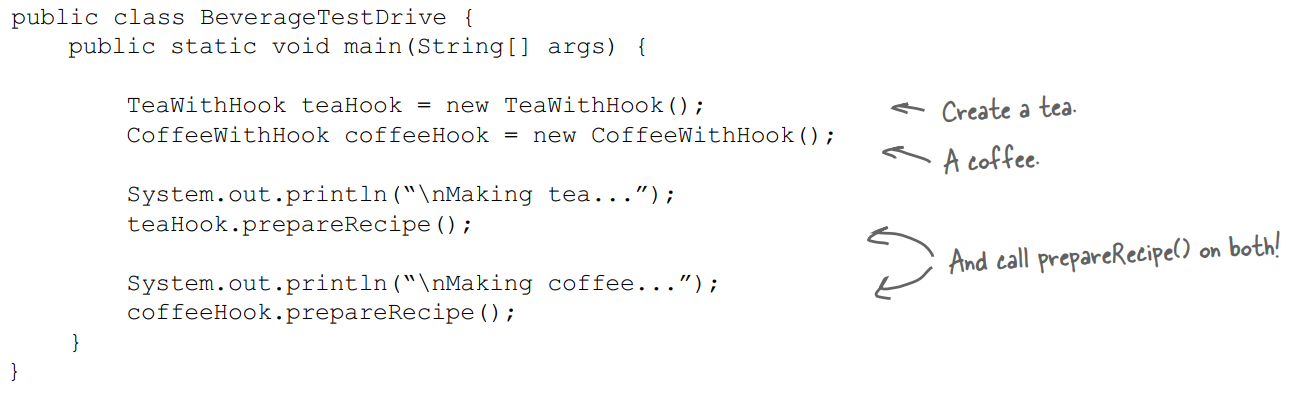 public class BeverageTestDrive {
public static void main(String[] args) {
TeaWithHook teaHook = new TeaWithHook();
Create a tea.
CoffeeWithHook coffeeHook = new CoffeeWithHook();
A coffee.
System.out.println(“\nMaking tea...”);
teaHook.prepareRecipe();
And call prepareRecipe() on both!
System.out.println(“\nMaking coffee...”);
coffeeHook.prepareRecipe();
}
}